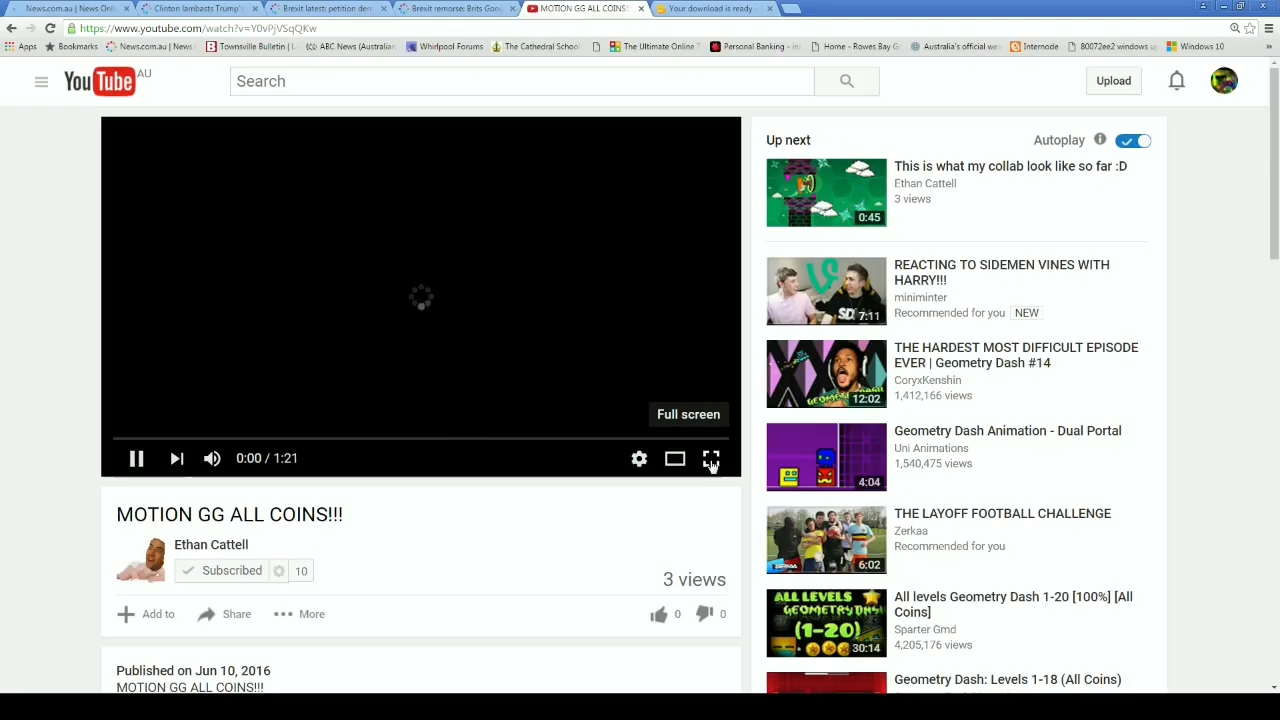 News.com.au | News Onli...
Clinton lambasts Trump's
Brexit latest: petition dem
Brexit remorse: Brits Goog
MOTION GG ALL COINS!!!
Your download is ready -
https://www.youtube.com/watch?v=Y0vPjVSqQKw
Apps
Bookmarks
News.com.au | News
Townsville Bulletin | L
ABC News (Australian
Whirlpool Forums
The Cathedral School
The Ultimate Online T
Personal Banking - in
Home - Rowes Bay G
Australia's official we
Internode
80072ee2 windows u
Windows 10
YouTube AU
Search
Upload
Up next
Autoplay
This is what my collab look like so far :D
Ethan Cattell
3 views
0:45
REACTING TO SIDEMEN VINES WITH
HARRY!!!
miniminter
Recommended for you NEW
7:11
THE HARDEST MOST DIFFICULT EPISODE
EVER | Geometry Dash #14
CoryxKenshin
1,412,166 views
12:02
Geometry Dash Animation - Dual Portal
Uni Animations
1,540,475 views
4:04
THE LAYOFF FOOTBALL CHALLENGE
Zerkaa
Recommended for you
6:02
ALL LEVELS
GEOMETRY DASH
(1-20)
30:14
All levels Geometry Dash 1-20 [100%] [All
Coins]
Sparter Gmd
4,205,176 views
Geometry Dash: Levels 1-18 (All Coins)
Full screen
0:00 / 1:21
MOTION GG ALL COINS!!!
Ethan Cattell
Subscribed 10
3 views
Add to
Share
More
0
0
Published on Jun 10, 2016
MOTION GG ALL COINS!!!